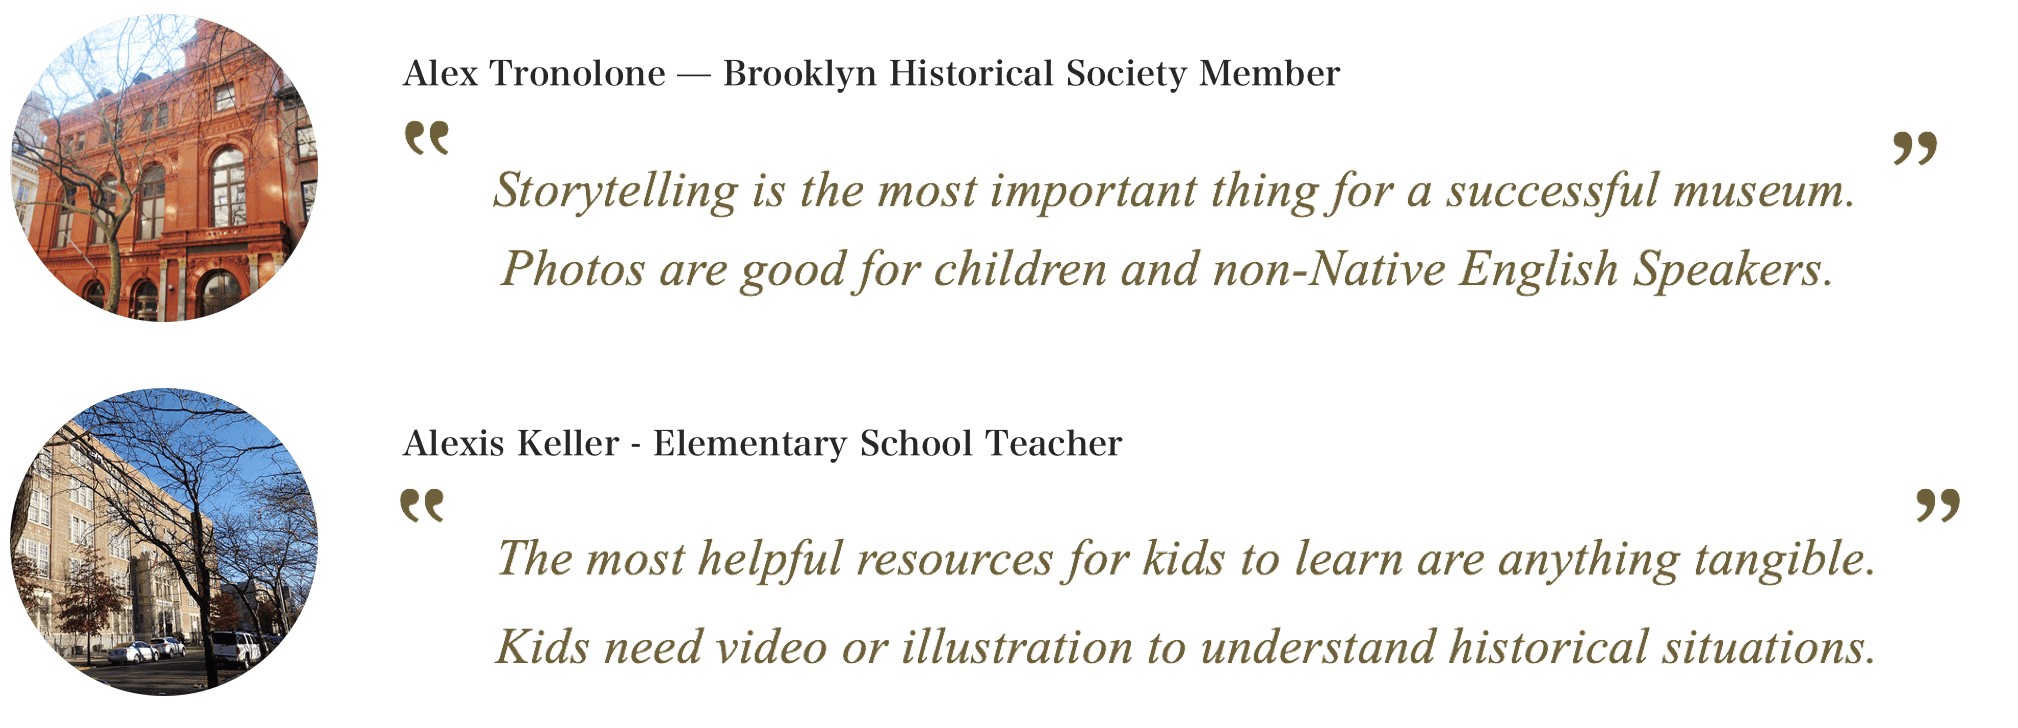 Alex Tronolone — Brooklyn Historical Society Member
“ Storytelling is the most important thing for a successful museum. ”
Photos are good for children and non-Native English Speakers.
Alexis Keller - Elementary School Teacher
“ The most helpful resources for kids to learn are anything tangible. ”
Kids need video or illustration to understand historical situations.